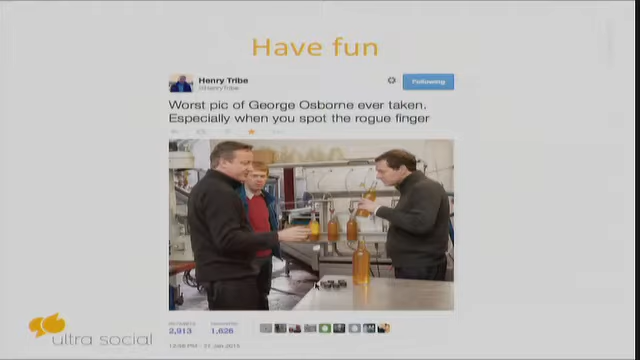 Have fun
Henry Tribe
@HenryTribe
Following
Worst pic of George Osborne ever taken.
Especially when you spot the rogue finger
2,913
1,626
ultra social